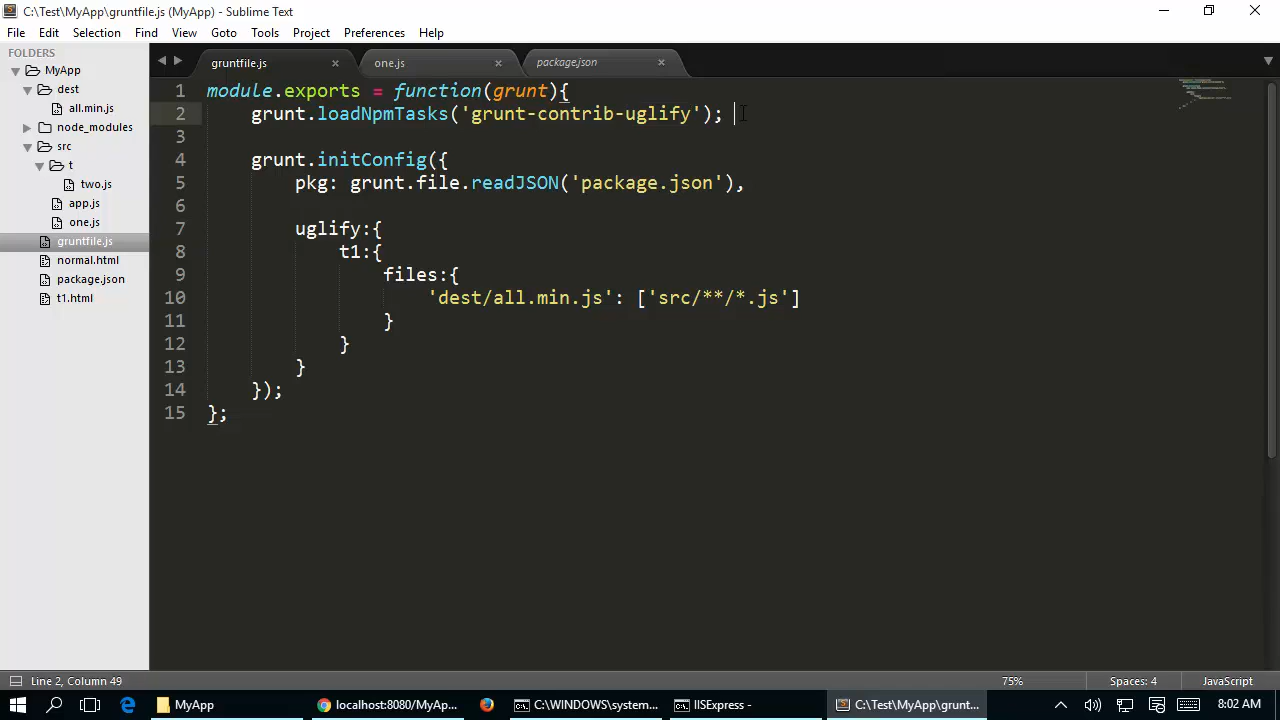 C:\Test\MyApp\gruntfile.js (MyApp) - Sublime Text
File Edit Selection Find View Goto Tools Project Preferences Help
FOLDERS
MyApp
dest
all.min.js
node_modules
src
t
two.js
app.js
one.js
gruntfile.js
normal.html
package.json
t1.html
gruntfile.js × one.js × package.json ×
1 module.exports = function(grunt){
2 grunt.loadNpmTasks('grunt-contrib-uglify');
3
4 grunt.initConfig({
5 pkg: grunt.file.readJSON('package.json'),
6
7 uglify:{
8 t1:{
9 files:{
10 'dest/all.min.js': ['src/**/*.js']
11 }
12 }
13 }
14 });
15 };
Line 2, Column 49 75% Spaces: 4 JavaScript
MyApp localhost:8080/MyAp... C:\WINDOWS\system... IISExpress - C:\Test\MyApp\grunt... 8:02 AM